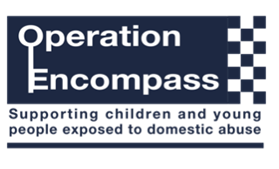 Operation
Encompass
Supporting children and young
people exposed to domestic abuse